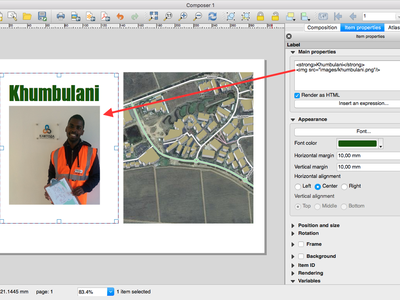 Composer 1
1
Composition
Item properties
Atlas
Item properties
Label
Main properties
<strong>Khumbulani</strong>
<img src="images/khumbulani.png"/>
Render as HTML
Insert an expression...
Appearance
Font...
Font color
Horizontal margin 10,00 mm
Vertical margin 10,00 mm
Horizontal alignment
Left Center Right
Vertical alignment
Top Middle Bottom
Position and size
Rotation
Frame
Background
Item ID
Rendering
Variables
Khumbulani
21.1445 mm page: 1 83.4% 1 item selected